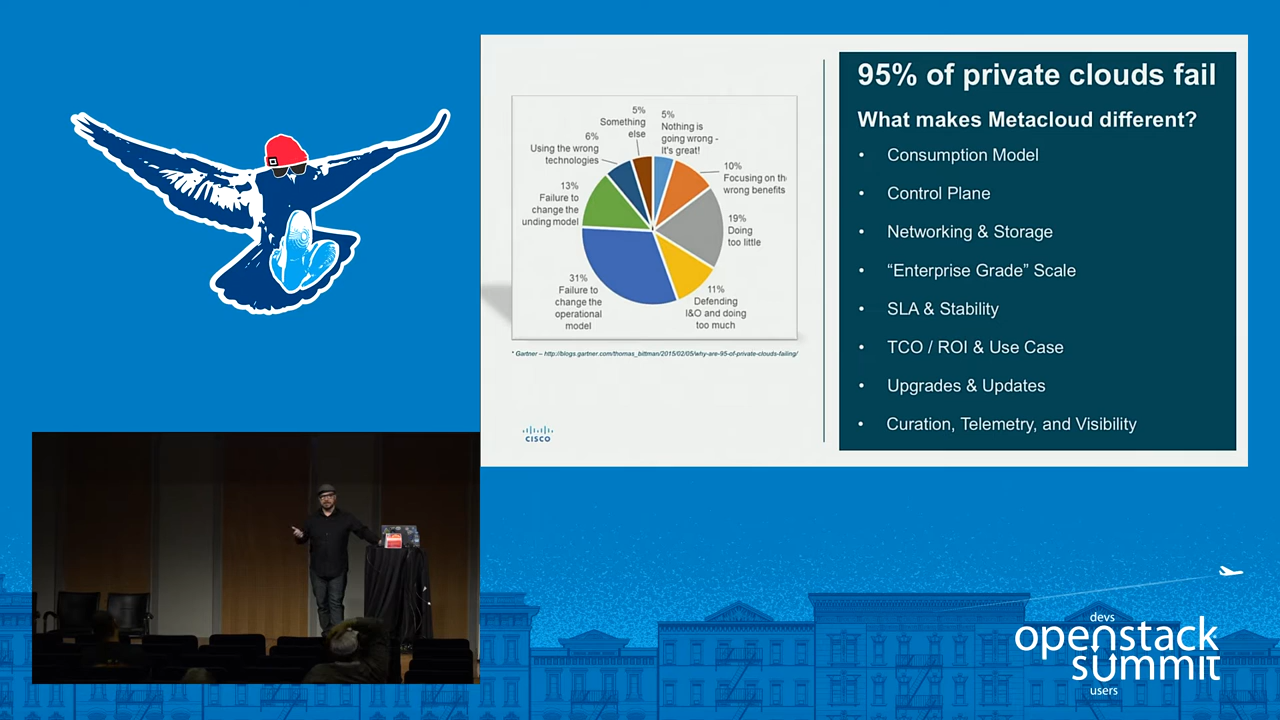 95% of private clouds fail
What makes Metacloud different?
• Consumption Model
• Control Plane
• Networking & Storage
• “Enterprise Grade” Scale
• SLA & Stability
• TCO / ROI & Use Case
• Upgrades & Updates
• Curation, Telemetry, and Visibility
5%
Something
else
5%
Nothing is
going wrong -
it's great!
6%
Using the wrong
technologies
10%
Focusing on the
wrong benefits
13%
Failure to
change the
unding model
19%
Doing
too little
31%
Failure to
change the
operational
model
11%
Defending
I&O and doing
too much
* Gartner – http://blogs.gartner.com/thomas_bittman/2015/02/05/why-are-95-of-private-clouds-failing/
CISCO
devs
openstack
summit
users